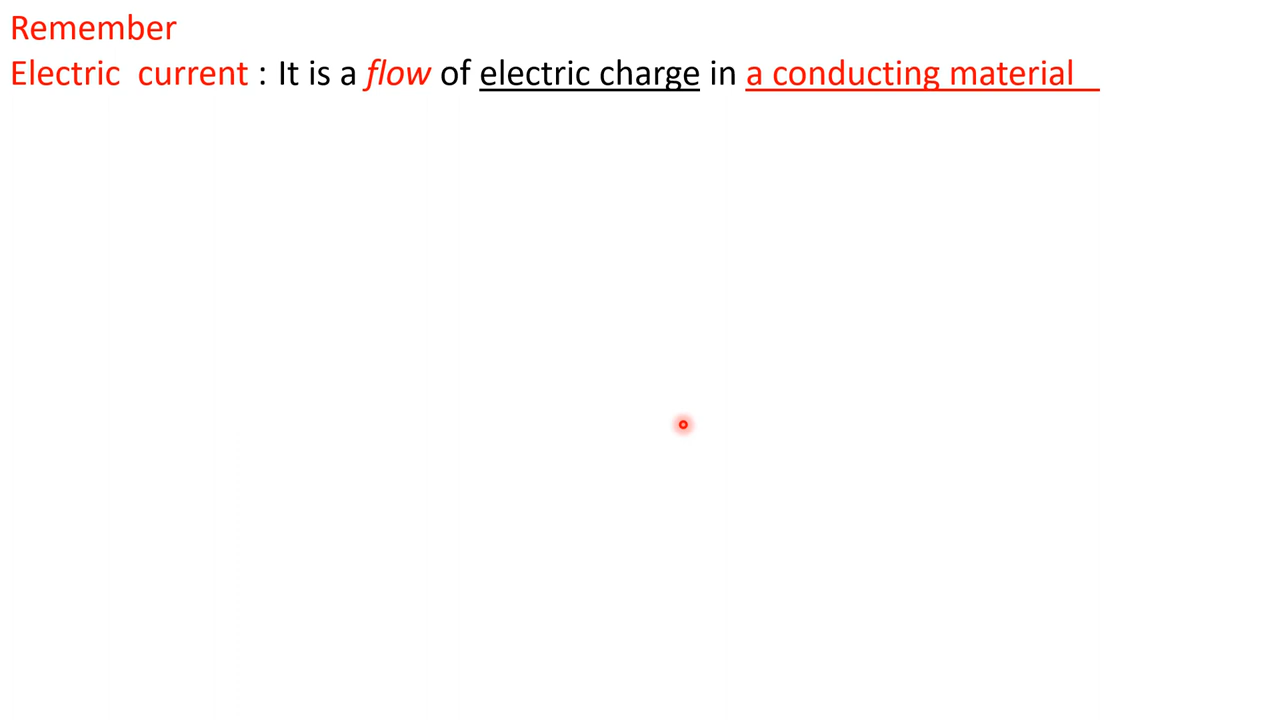 Remember
Electric  current : It is a flow of electric charge in a conducting material